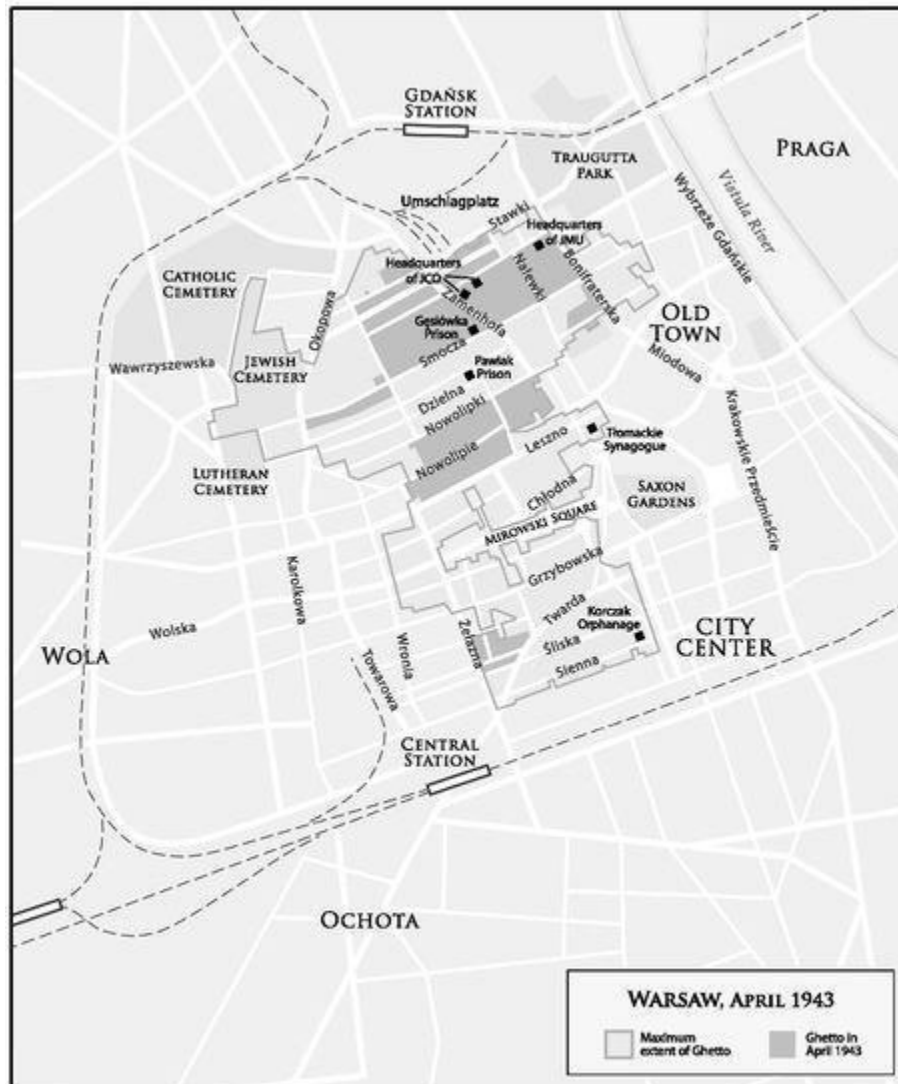 GDAŃSK
STATION
PRAGA
TRAUGUTTA
PARK
Vistula River
Wybrzeże Gdańskie
Umschlagplatz
Stawki
Headquarters
of JMU
Headquarters
of JCO
CATHOLIC
CEMETERY
Okopowa
Zamenhofa
Nalewki
Bonifraterska
OLD
TOWN
Gęsiówka
Prison
Smocza
JEWISH
CEMETERY
Wawrzyszewska
Pawiak
Prison
Miodowa
Dzielna
Nowolipki
Krakowskie Przedmieście
Leszno
Tłomackie
Synagogue
Nowolipie
LUTHERAN
CEMETERY
Chłodna
SAXON
GARDENS
MIROWSKI SQUARE
Grzybowska
Karolkowa
Twarda
Korczak
Orphanage
Wolska
Żelazna
Śliska
CITY
CENTER
WOLA
Wronia
Sienna
Towarowa
CENTRAL
STATION
OCHOTA
WARSAW, APRIL 1943
Maximum
extent of Ghetto
Ghetto in
April 1943